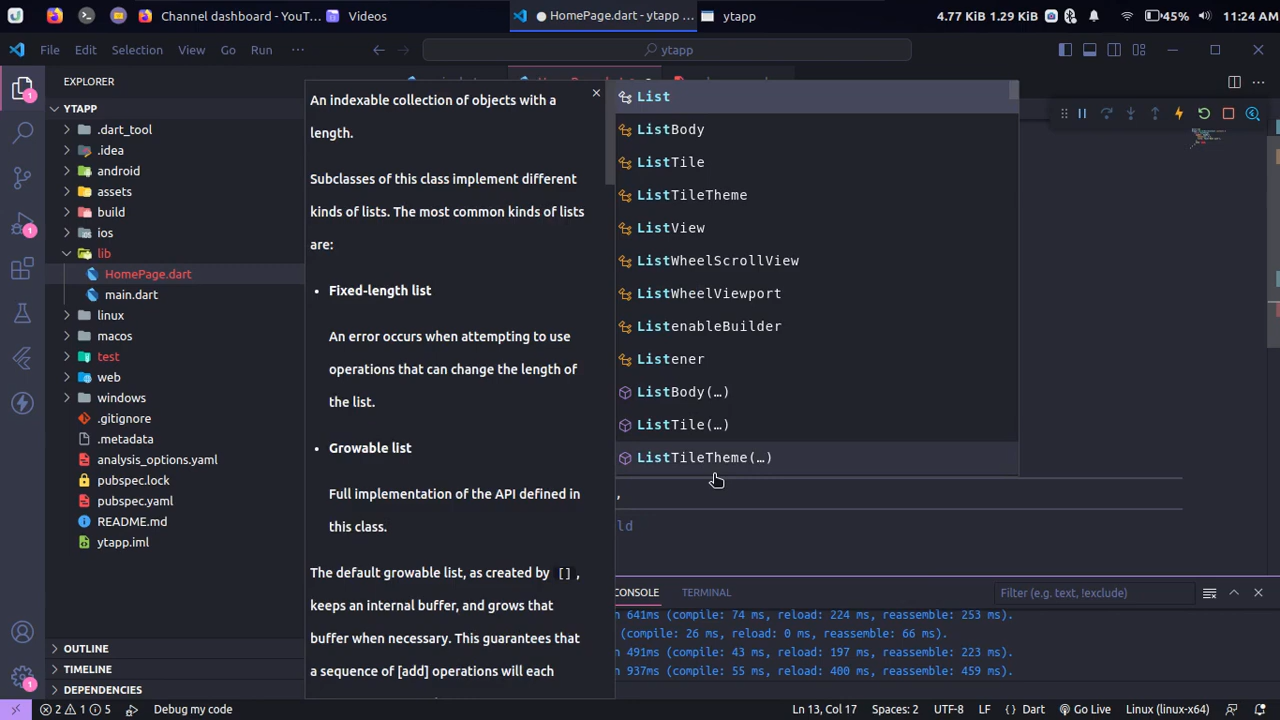 Channel dashboard - YouT...
Videos
HomePage.dart - ytapp ...
ytapp
4.77 KiB 1.29 KiB
45%
11:24 AM
File Edit Selection View Go Run ...
ytapp
EXPLORER
YTAPP
.dart_tool
.idea
android
assets
build
ios
lib
HomePage.dart
main.dart
linux
macos
test
web
windows
.gitignore
.metadata
analysis_options.yaml
pubspec.lock
pubspec.yaml
README.md
ytapp.iml
OUTLINE
TIMELINE
DEPENDENCIES
An indexable collection of objects with a
length.
Subclasses of this class implement different
kinds of lists. The most common kinds of lists
are:
• Fixed-length list
An error occurs when attempting to use
operations that can change the length of
the list.
• Growable list
Full implementation of the API defined in
this class.
The default growable list, as created by [],
keeps an internal buffer, and grows that
buffer when necessary. This guarantees that
a sequence of [add] operations will each
List
ListBody
ListTile
ListTileTheme
ListView
ListWheelScrollView
ListWheelViewport
ListenableBuilder
Listener
ListBody(…)
ListTile(…)
ListTileTheme(…)
,
ld
CONSOLE
TERMINAL
Filter (e.g. text, !exclude)
n 641ms (compile: 74 ms, reload: 224 ms, reassemble: 253 ms).
(compile: 26 ms, reload: 0 ms, reassemble: 66 ms).
n 491ms (compile: 43 ms, reload: 197 ms, reassemble: 223 ms).
n 937ms (compile: 55 ms, reload: 400 ms, reassemble: 459 ms).
2 1 5
Debug my code
Ln 13, Col 17
Spaces: 2
UTF-8
LF
{ } Dart
Go Live
Linux (linux-x64)